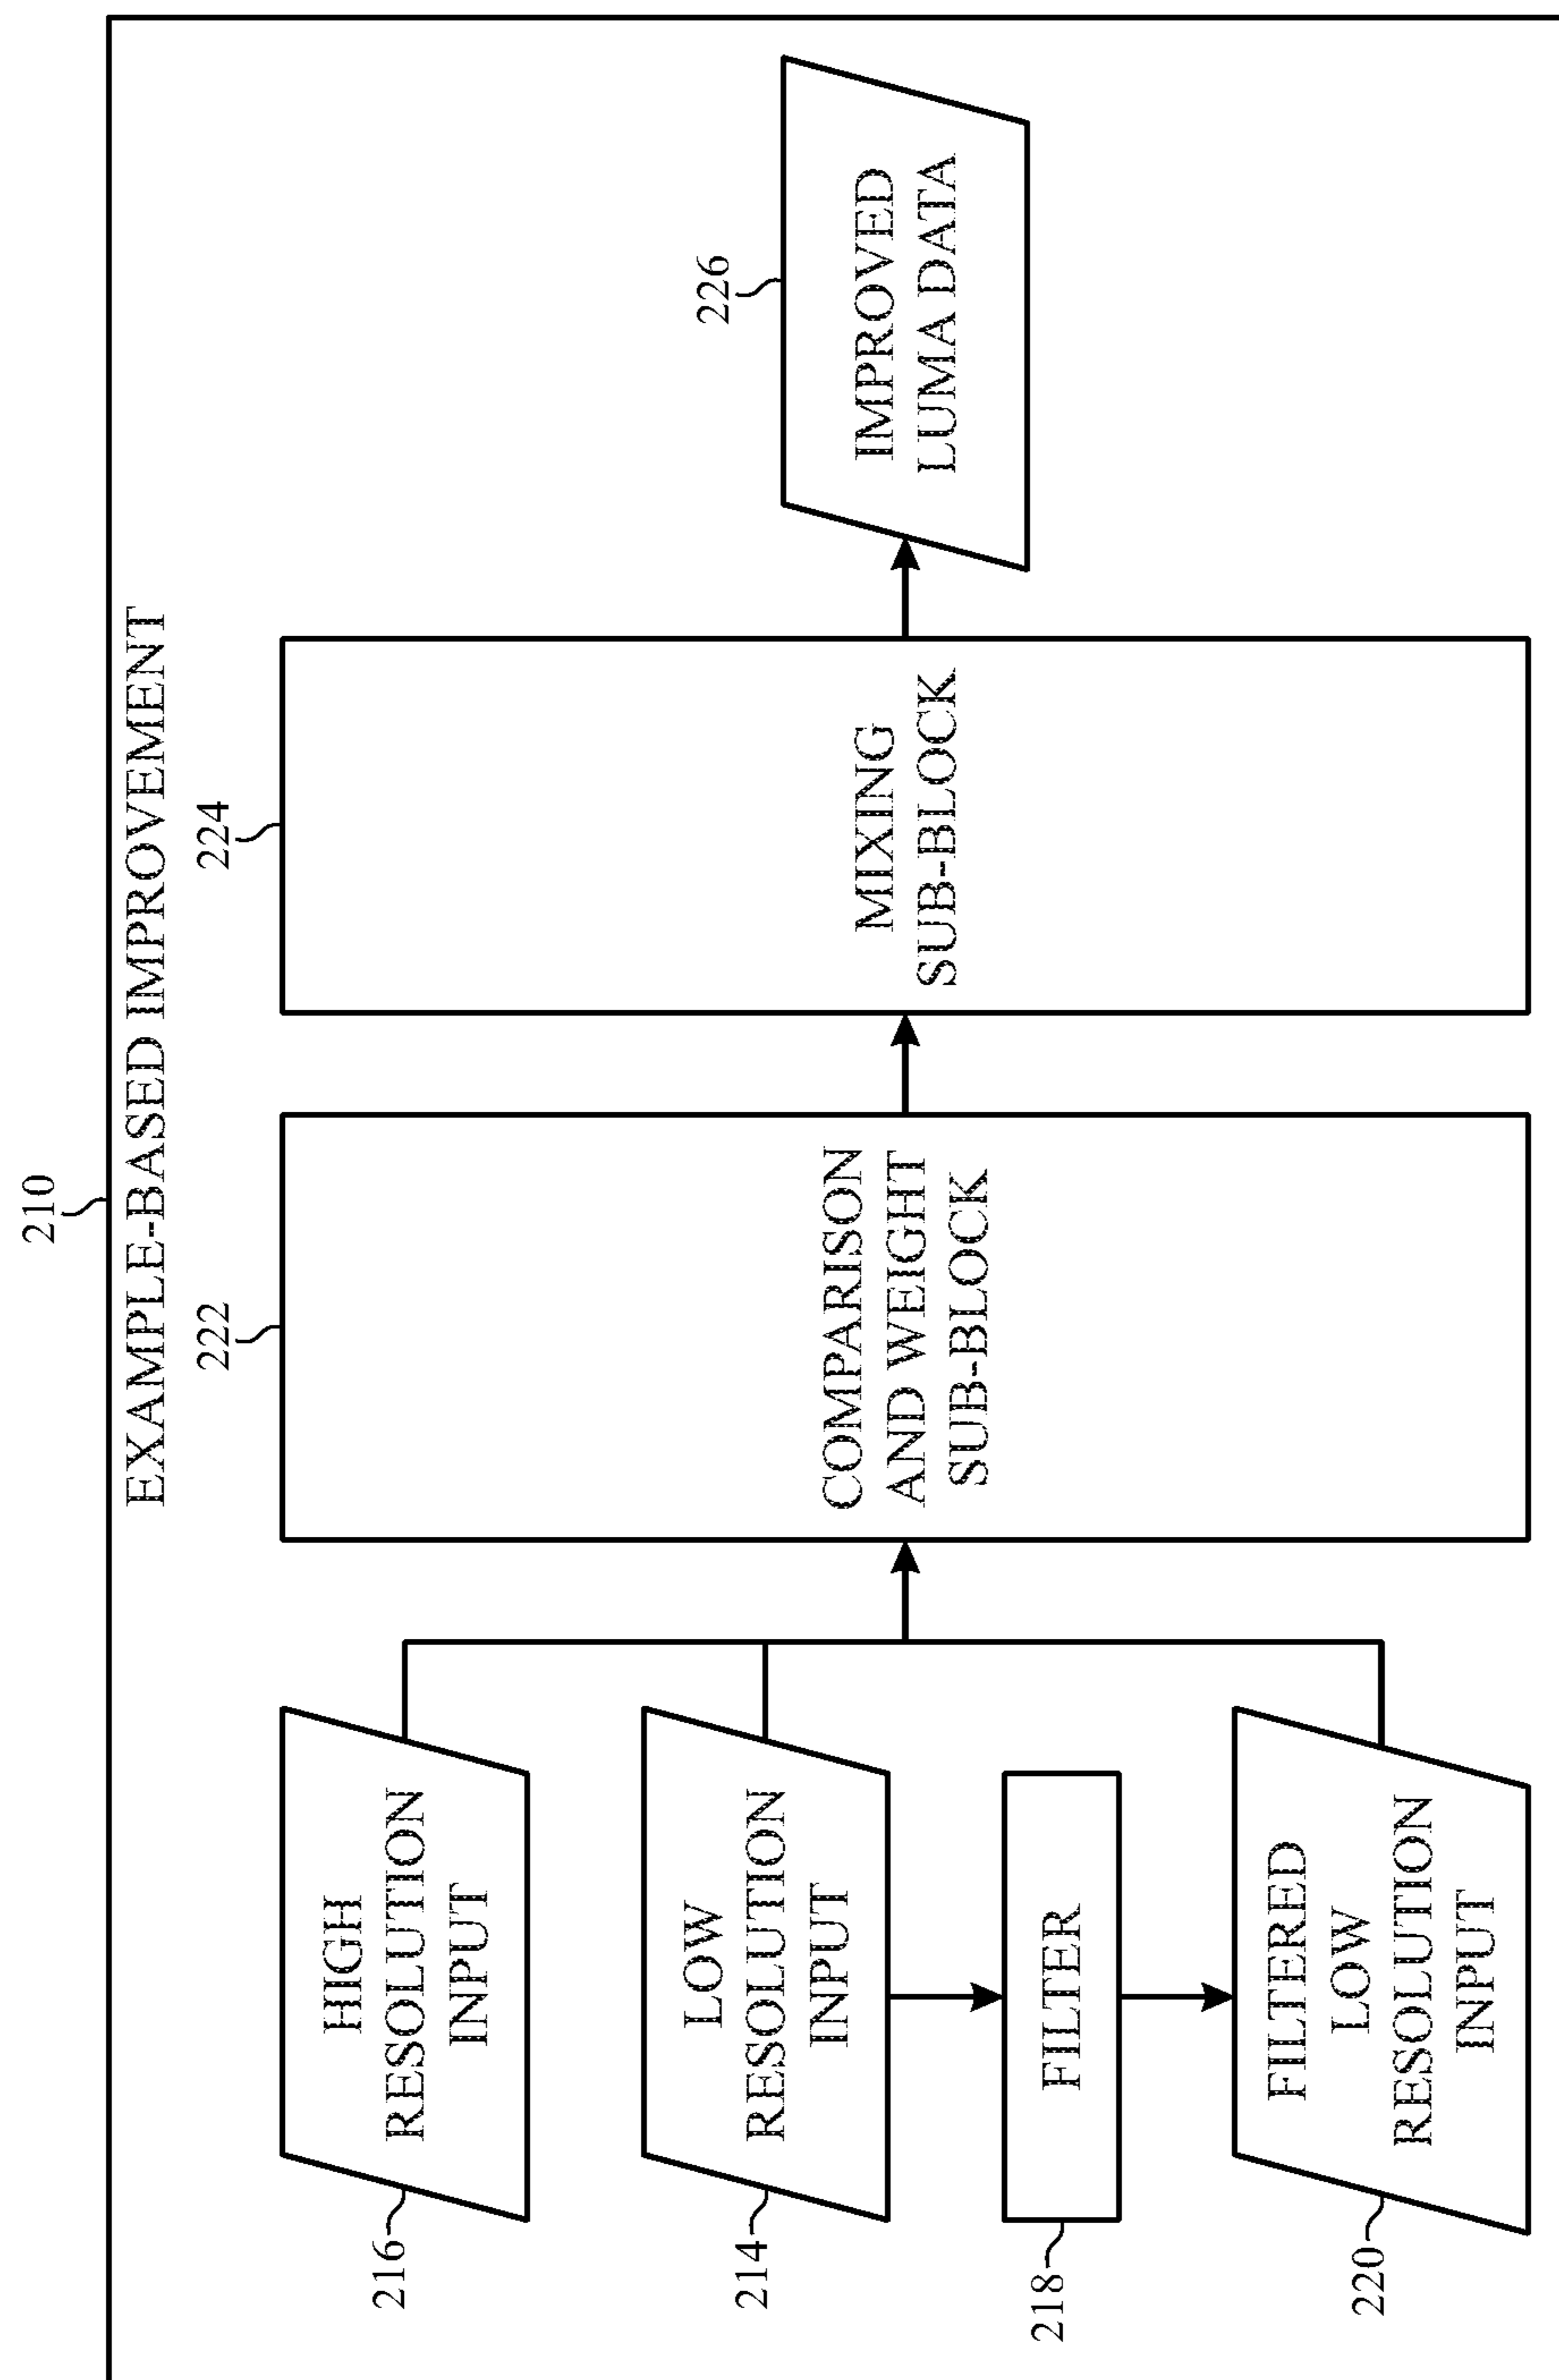 210
EXAMPLE-BASED IMPROVEMENT
216
HIGH
RESOLUTION
INPUT
214
LOW
RESOLUTION
INPUT
218
FILTER
220
FILTERED
LOW
RESOLUTION
INPUT
222
COMPARISON
AND WEIGHT
SUB-BLOCK
224
MIXING
SUB-BLOCK
226
IMPROVED
LUMA DATA